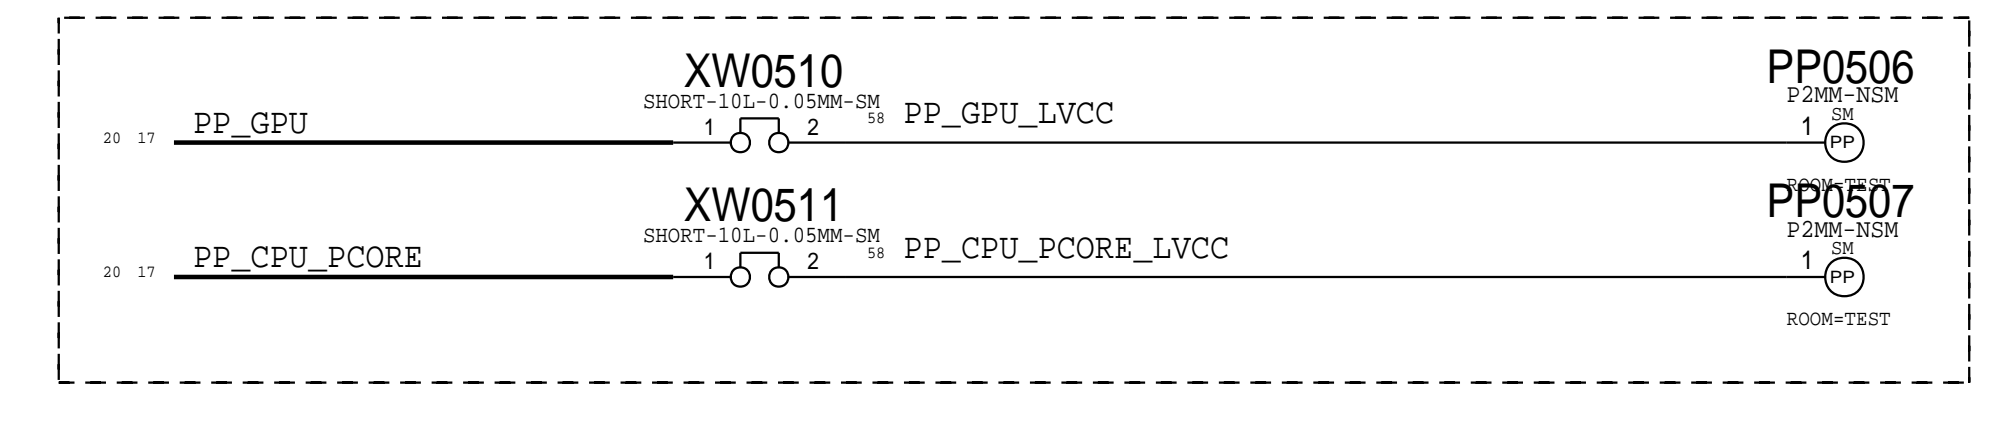 XW0510
SHORT-10L-0.05MM-SM
PP0506
P2MM-NSM
SM
20 17 PP_GPU 1 2 58 PP_GPU_LVCC 1 PP
ROOM=TEST
XW0511
SHORT-10L-0.05MM-SM
PP0507
P2MM-NSM
SM
20 17 PP_CPU_PCORE 1 2 58 PP_CPU_PCORE_LVCC 1 PP
ROOM=TEST